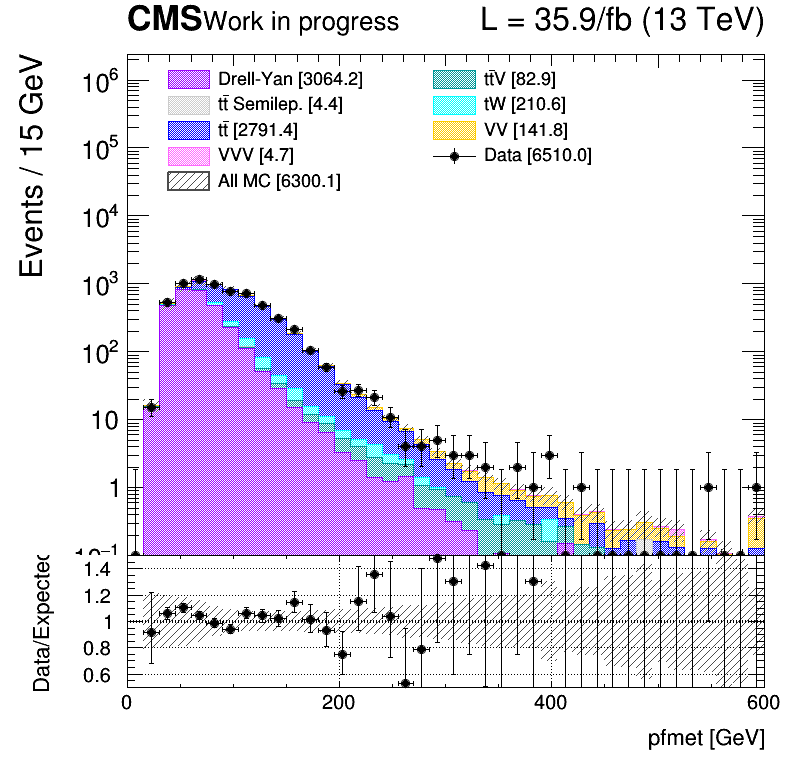 CMS Work in progress L = 35.9/fb (13 TeV)
Events / 15 GeV
10⁶
10⁵
10⁴
10³
10²
10
1
10⁻¹
Drell-Yan [3064.2]
tt̄ Semilep. [4.4]
tt̄ [2791.4]
VVV [4.7]
All MC [6300.1]
tt̄V [82.9]
tW [210.6]
VV [141.8]
Data [6510.0]
Data/Expected
1.4
1.2
1
0.8
0.6
0 200 400 600
pfmet [GeV]